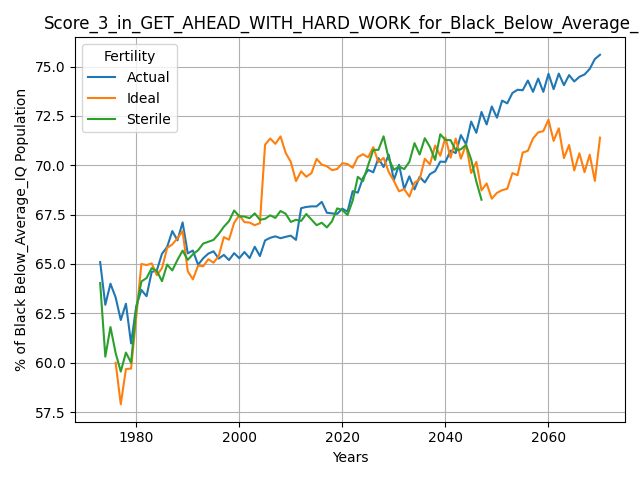 Score_3_in_GET_AHEAD_WITH_HARD_WORK_for_Black_Below_Average_
Fertility
Actual
Ideal
Sterile
% of Black Below_Average_IQ Population
75.0
72.5
70.0
67.5
65.0
62.5
60.0
57.5
1980
2000
2020
2040
2060
Years